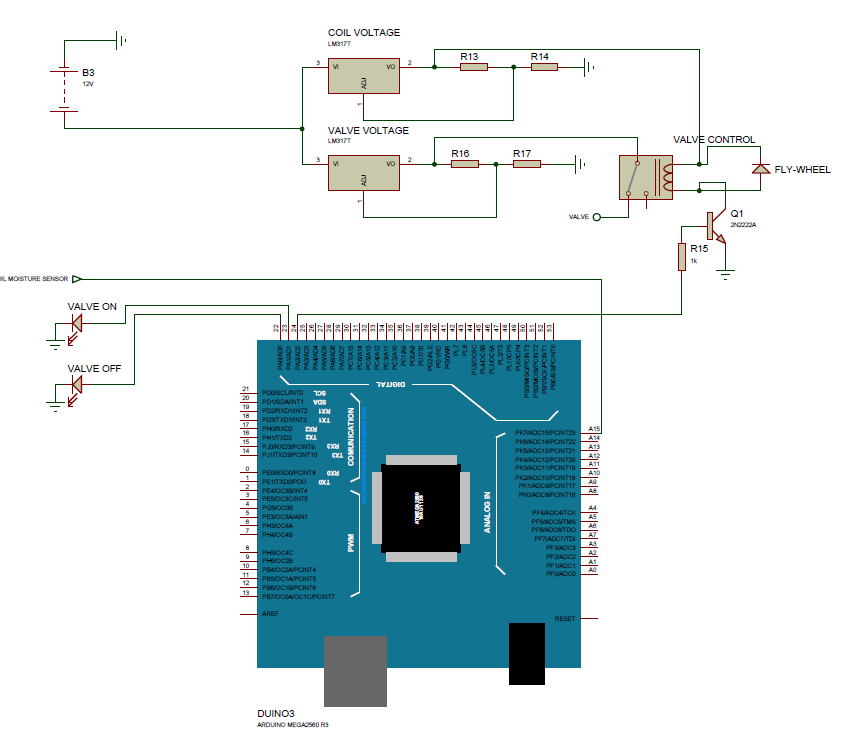 COIL VOLTAGE
LM317T
R13
R14
3
VI
VO
2
ADJ
1
B3
12V
VALVE VOLTAGE
LM317T
R16
R17
3
VI
VO
2
ADJ
1
VALVE CONTROL
FLY-WHEEL
VALVE
Q1
2N2222A
R15
1k
IL MOISTURE SENSOR
VALVE ON
VALVE OFF
22 23 24 25 26 27 28 29 30 31 32 33 34 35 36 37 38 39 40 41 42 43 44 45 46 47 48 49 50 51 52 53
DIGITAL
21 PD0/SCL/INT0 SCL
20 PD1/SDA/INT1 SDA
19 PD2/RXD1/INT2 RX1
18 PD3/TXD1/INT3 TX1
17 PH0/RXD2 RX2
16 PH1/TXD2 TX2
15 PJ0/RXD3/PCINT9 RX3
14 PJ1/TXD3/PCINT10 TX3
COMUNICATION
0 PE0/RXD0/PCINT8 RX0
1 PE1/TXD0/PDO TX0
2 PE4/OC3B/INT4
3 PE5/OC3C/INT5
4 PG5/OC0B
5 PE3/OC3A/AIN1
6 PH3/OC4A
7 PH4/OC4B
PWM
8 PH5/OC4C
9 PH6/OC2B
10 PB4/OC2A/PCINT4
11 PB5/OC1A/PCINT5
12 PB6/OC1B/PCINT6
13 PB7/OC0A/OC1C/PCINT7
AREF
ANALOG IN
PK7/ADC15/PCINT23 A15
PK6/ADC14/PCINT22 A14
PK5/ADC13/PCINT21 A13
PK4/ADC12/PCINT20 A12
PK3/ADC11/PCINT19 A11
PK2/ADC10/PCINT18 A10
PK1/ADC9/PCINT17 A9
PK0/ADC8/PCINT16 A8
PF4/ADC4/TCK A4
PF5/ADC5/TMS A5
PF6/ADC6/TDO A6
PF7/ADC7/TDI A7
PF3/ADC3 A3
PF2/ADC2 A2
PF1/ADC1 A1
PF0/ADC0 A0
RESET
DUINO3
ARDUINO MEGA2560 R3